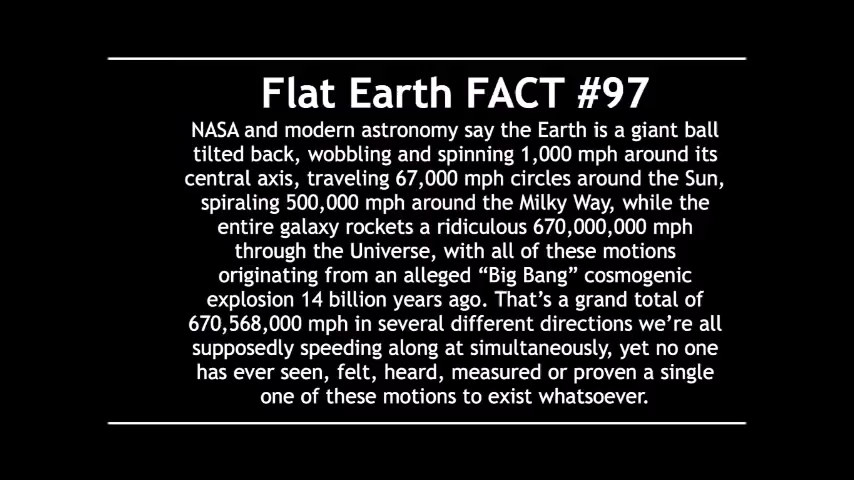 Flat Earth FACT #97
NASA and modern astronomy say the Earth is a giant ball
tilted back, wobbling and spinning 1,000 mph around its
central axis, traveling 67,000 mph circles around the Sun,
spiraling 500,000 mph around the Milky Way, while the
entire galaxy rockets a ridiculous 670,000,000 mph
through the Universe, with all of these motions
originating from an alleged “Big Bang” cosmogenic
explosion 14 billion years ago. That’s a grand total of
670,568,000 mph in several different directions we’re all
supposedly speeding along at simultaneously, yet no one
has ever seen, felt, heard, measured or proven a single
one of these motions to exist whatsoever.